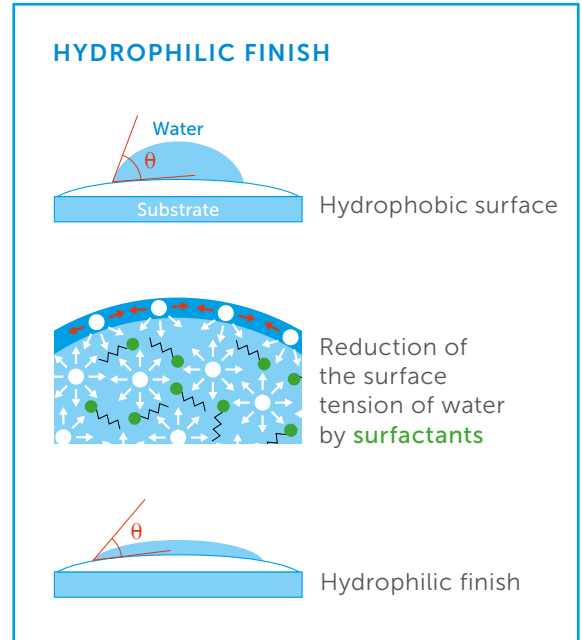 HYDROPHILIC FINISH
Water
θ
Substrate
Hydrophobic surface
Reduction of
the surface
tension of water
by surfactants
θ
Hydrophilic finish